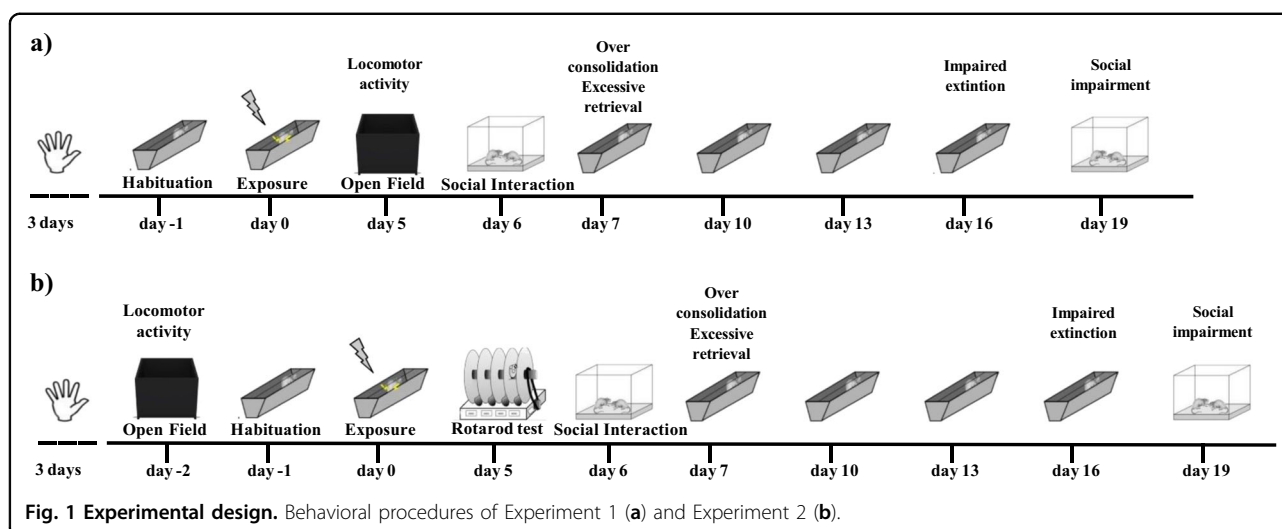 a)
Locomotor
activity
Over
consolidation
Excessive
retrieval
Impaired
extintion
Social
impairment
Habituation
Exposure
Open Field
Social Interaction
3 days
day -1
day 0
day 5
day 6
day 7
day 10
day 13
day 16
day 19
b)
Locomotor
activity
Over
consolidation
Excessive
retrieval
Impaired
extinction
Social
impairment
Open Field
Habituation
Exposure
Rotarod test
Social Interaction
3 days
day -2
day -1
day 0
day 5
day 6
day 7
day 10
day 13
day 16
day 19
Fig. 1 Experimental design. Behavioral procedures of Experiment 1 (a) and Experiment 2 (b).